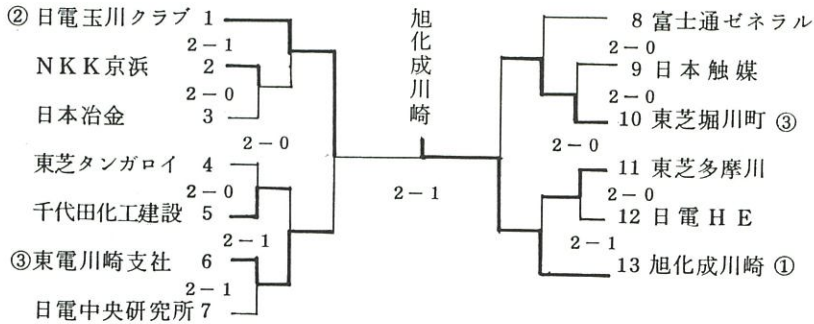 ② 日電玉川クラブ 1
2－1
NKK京浜 2
2－0
日本冶金 3
2－0
東芝タンガロイ 4
2－0
千代田化工建設 5
2－1
③東電川崎支社 6
2－1
日電中央研究所 7
旭化成川崎
2－1
8 富士通ゼネラル
2－0
9 日本触媒
2－0
10 東芝堀川町 ③
2－0
11 東芝多摩川
2－0
12 日電HE
2－1
13 旭化成川崎 ①